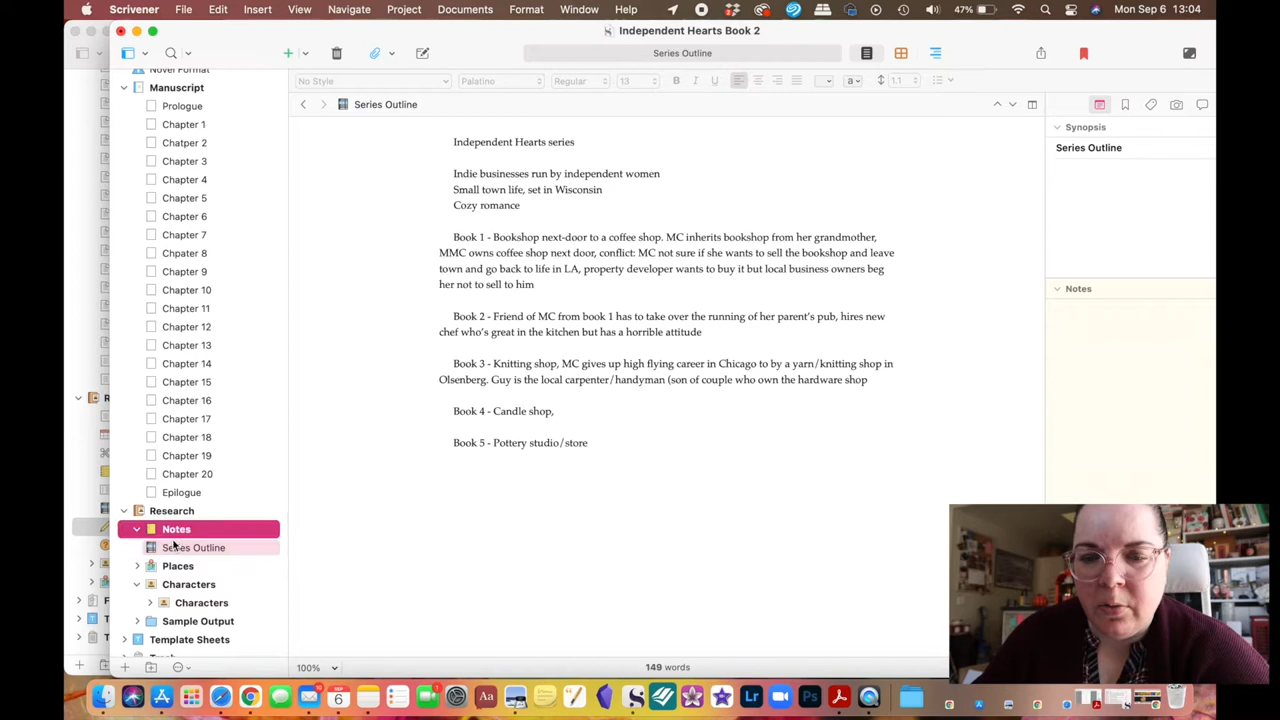 Scrivener File Edit Insert View Navigate Project Documents Format Window Help 47% Mon Sep 6 13:04
Independent Hearts Book 2
Series Outline
No Style Palatino Regular 13 B I U a 1.1
Series Outline
Novel Format
Manuscript
Prologue
Chapter 1
Chatper 2
Chapter 3
Chapter 4
Chapter 5
Chapter 6
Chapter 7
Chpater 8
Chapter 9
Chapter 10
Chapter 11
Chapter 12
Chapter 13
Chapter 14
Chapter 15
Chapter 16
Chapter 17
Chapter 18
Chapter 19
Chapter 20
Epilogue
Research
Notes
Series Outline
Places
Characters
Characters
Sample Output
Template Sheets
Independent Hearts series
Indie businesses run by independent women
Small town life, set in Wisconsin
Cozy romance
Book 1 - Bookshop next-door to a coffee shop. MC inherits bookshop from her grandmother,
MMC owns coffee shop next door, conflict: MC not sure if she wants to sell the bookshop and leave
town and go back to life in LA, property developer wants to buy it but local business owners beg
her not to sell to him
Book 2 - Friend of MC from book 1 has to take over the running of her parent's pub, hires new
chef who's great in the kitchen but has a horrible attitude
Book 3 - Knitting shop, MC gives up high flying career in Chicago to by a yarn/knitting shop in
Olsenberg. Guy is the local carpenter/handyman (son of couple who own the hardware shop
Book 4 - Candle shop,
Book 5 - Pottery studio/store
Synopsis
Series Outline
Notes
100%
149 words